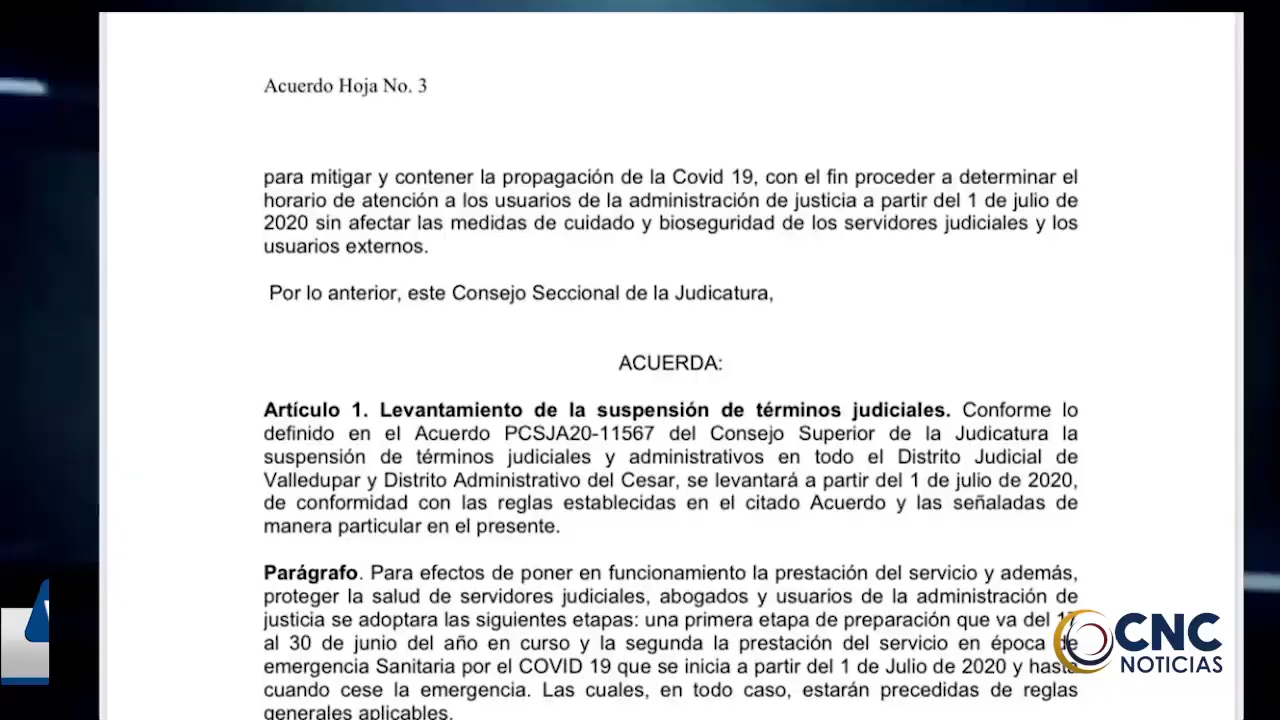 Acuerdo Hoja No. 3
para mitigar y contener la propagación de la Covid 19, con el fin proceder a determinar el
horario de atención a los usuarios de la administración de justicia a partir del 1 de julio de
2020 sin afectar las medidas de cuidado y bioseguridad de los servidores judiciales y los
usuarios externos.
Por lo anterior, este Consejo Seccional de la Judicatura,
ACUERDA:
Artículo 1. Levantamiento de la suspensión de términos judiciales. Conforme lo
definido en el Acuerdo PCSJA20-11567 del Consejo Superior de la Judicatura la
suspensión de términos judiciales y administrativos en todo el Distrito Judicial de
Valledupar y Distrito Administrativo del Cesar, se levantará a partir del 1 de julio de 2020,
de conformidad con las reglas establecidas en el citado Acuerdo y las señaladas de
manera particular en el presente.
Parágrafo. Para efectos de poner en funcionamiento la prestación del servicio y además,
proteger la salud de servidores judiciales, abogados y usuarios de la administración de
justicia se adoptara las siguientes etapas: una primera etapa de preparación que va del 17
al 30 de junio del año en curso y la segunda la prestación del servicio en época de
emergencia Sanitaria por el COVID 19 que se inicia a partir del 1 de Julio de 2020 y hasta
cuando cese la emergencia. Las cuales, en todo caso, estarán precedidas de reglas
generales aplicables.
CNC
NOTICIAS